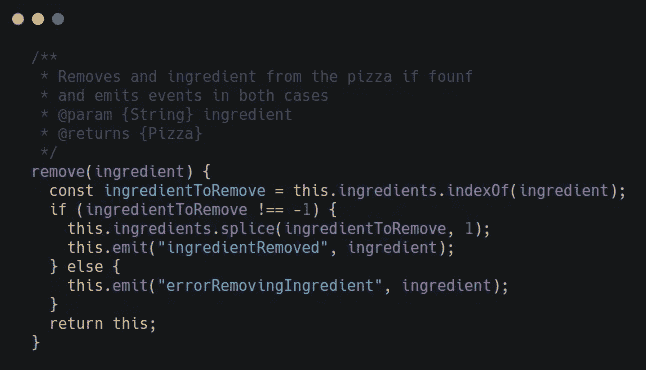 /**
 * Removes and ingredient from the pizza if founf
 * and emits events in both cases
 * @param {String} ingredient
 * @returns {Pizza}
 */
remove(ingredient) {
  const ingredientToRemove = this.ingredients.indexOf(ingredient);
  if (ingredientToRemove !== -1) {
    this.ingredients.splice(ingredientToRemove, 1);
    this.emit("ingredientRemoved", ingredient);
  } else {
    this.emit("errorRemovingIngredient", ingredient);
  }
  return this;
}